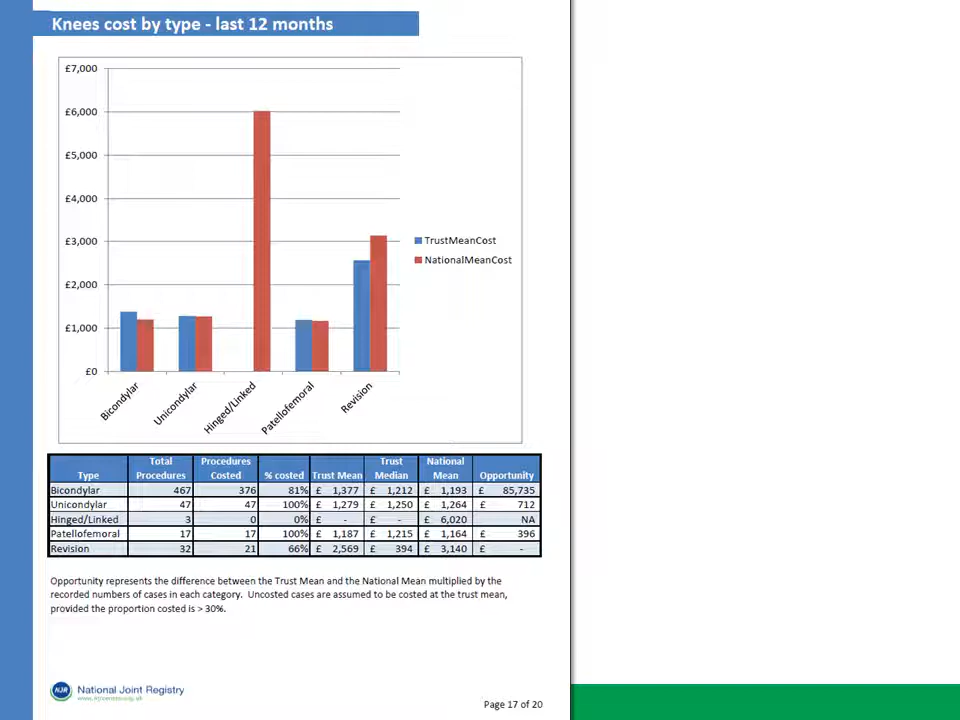 Knees cost by type - last 12 months
£7,000
£6,000
£5,000
£4,000
£3,000
£2,000
£1,000
£0
TrustMeanCost
NationalMeanCost
Bicondylar
Unicondylar
Hinged/Linked
Patellofemoral
Revision
Type Total Procedures Procedures Costed % costed Trust Mean Trust Median National Mean Opportunity
Bicondylar 467 376 81% £ 1,377 £ 1,212 £ 1,193 £ 85,735
Unicondylar 47 47 100% £ 1,279 £ 1,250 £ 1,264 £ 712
Hinged/Linked 3 0 0% £ - £ - £ 6,020 NA
Patellofemoral 17 17 100% £ 1,187 £ 1,215 £ 1,164 £ 396
Revision 32 21 66% £ 2,569 £ 394 £ 3,140 £ -
Opportunity represents the difference between the Trust Mean and the National Mean multiplied by the
recorded numbers of cases in each category. Uncosted cases are assumed to be costed at the trust mean,
provided the proportion costed is > 30%.
NJR National Joint Registry
Page 17 of 20